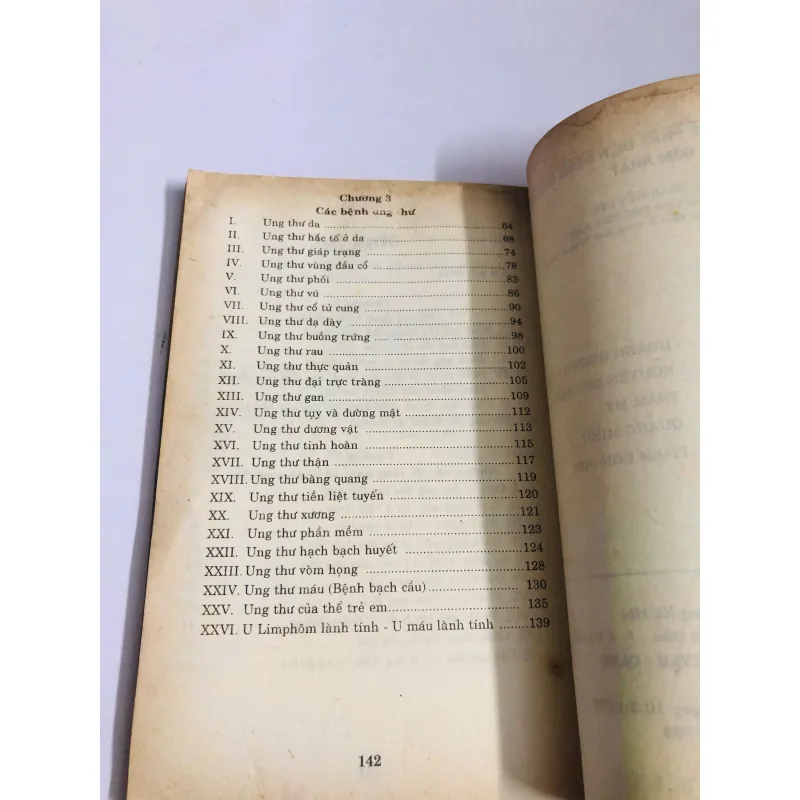 Chương 3
Các bệnh ung thư
I. Ung thư da ...64
II. Ung thư hắc tố ở da ...68
III. Ung thư giáp trạng ...74
IV. Ung thư vùng đầu cổ ...78
V. Ung thư phổi ...83
VI. Ung thư vú ...86
VII. Ung thư cổ tử cung ...90
VIII. Ung thư dạ dày ...94
IX. Ung thư buồng trứng ...98
X. Ung thư rau ...100
XI. Ung thư thực quản ...102
XII. Ung thư đại trực tràng ...105
XIII. Ung thư gan ...109
XIV. Ung thư tụy và dường mật ...112
XV. Ung thư dương vật ...113
XVI. Ung thư tinh hoàn ...115
XVII. Ung thư thận ...117
XVIII. Ung thư bàng quang ...119
XIX. Ung thư tiền liệt tuyến ...120
XX. Ung thư xương ...121
XXI. Ung thư phần mềm ...123
XXII. Ung thư hạch bạch huyết ...124
XXIII. Ung thư vòm họng ...128
XXIV. Ung thư máu (Bệnh bạch cầu) ... 130
XXV. Ung thư của thể trẻ em... 135
XXVI. U Limphôm lành tính - U máu lành tính ...139
142